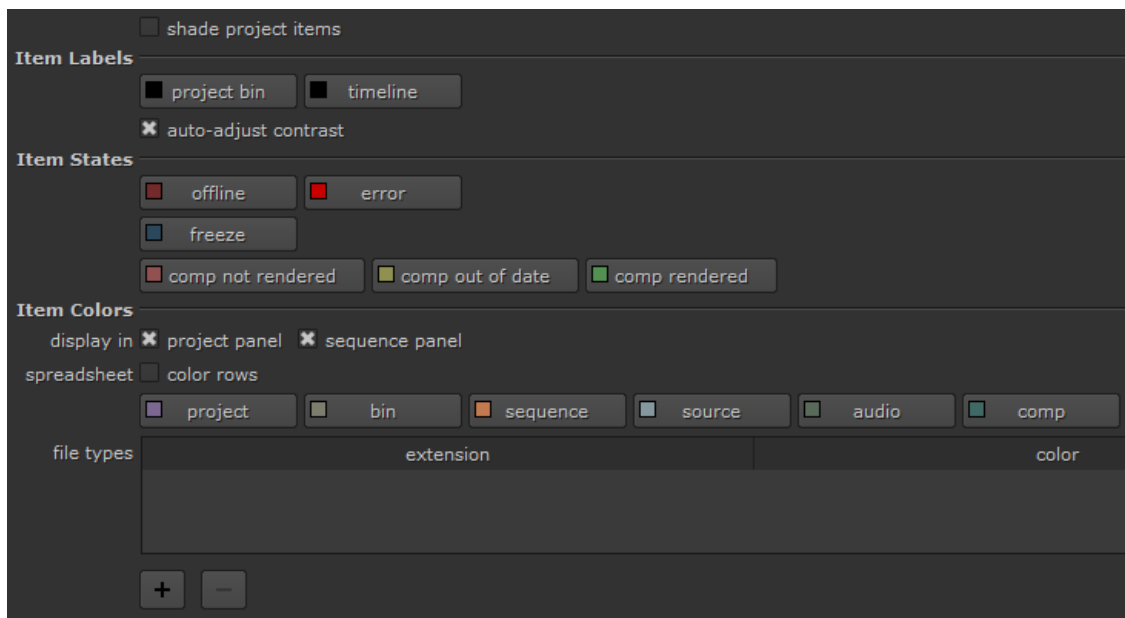 shade project items
Item Labels
project bin timeline
auto-adjust contrast
Item States
offline error
freeze
comp not rendered comp out of date comp rendered
Item Colors
display in project panel sequence panel
spreadsheet color rows
project bin sequence source audio comp
file types extension color
+ −